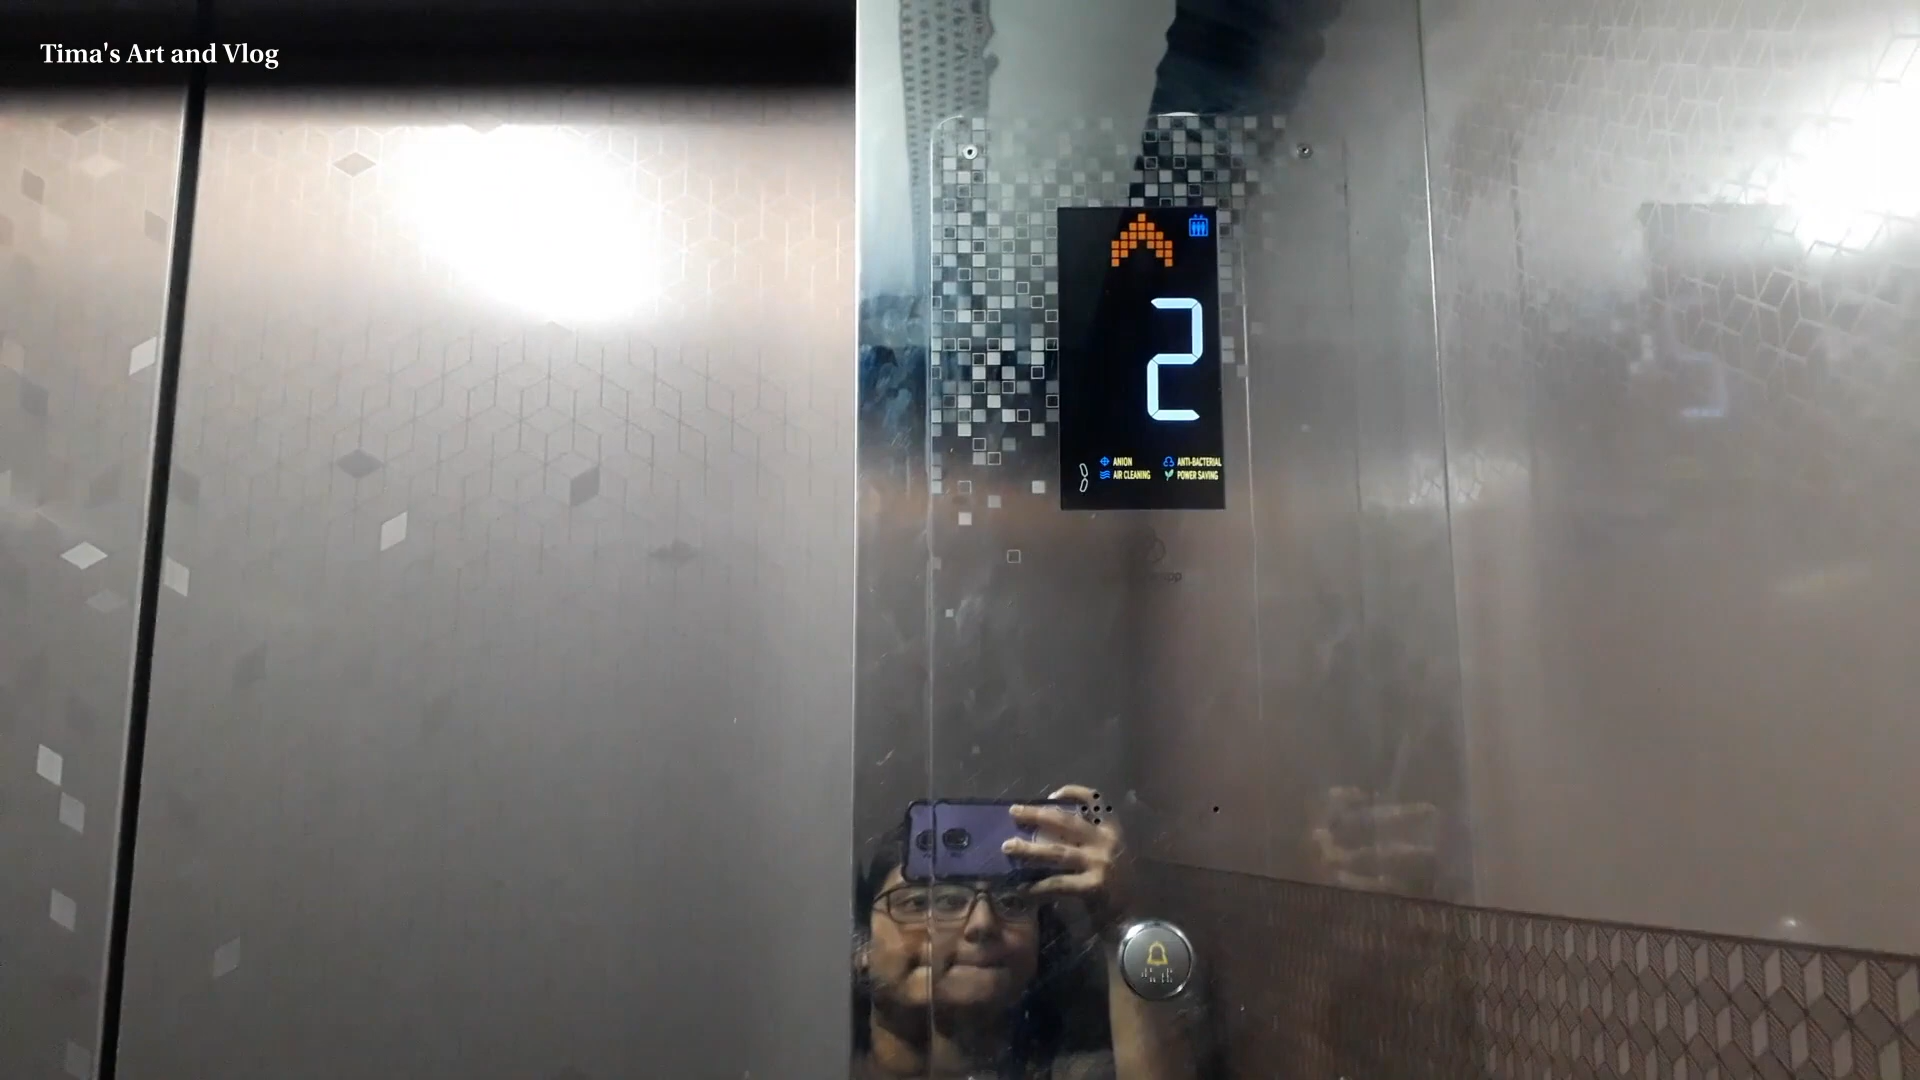 Tima's Art and Vlog
2
ANION
ANTI-BACTERIAL
AIR CLEANING
POWER SAVING